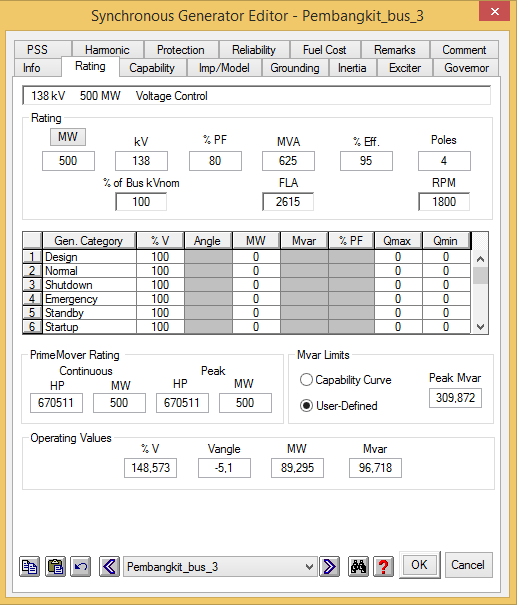 Synchronous Generator Editor - Pembangkit_bus_3
PSS Harmonic Protection Reliability Fuel Cost Remarks Comment
Info Rating Capability Imp/Model Grounding Inertia Exciter Governor
138 kV 500 MW Voltage Control
Rating
MW kV % PF MVA % Eff. Poles
500 138 80 625 95 4
% of Bus kVnom FLA RPM
100 2615 1800
Gen. Category % V Angle MW Mvar % PF Qmax Qmin
1 Design 100 0 0 0
2 Normal 100 0 0 0
3 Shutdown 100 0 0 0
4 Emergency 100 0 0 0
5 Standby 100 0 0 0
6 Startup 100 0 0 0
PrimeMover Rating
Continuous Peak
HP MW HP MW
670511 500 670511 500
Mvar Limits
Capability Curve Peak Mvar
User-Defined 309,872
Operating Values
% V Vangle MW Mvar
148,573 -5,1 89,295 96,718
Pembangkit_bus_3 ? OK Cancel